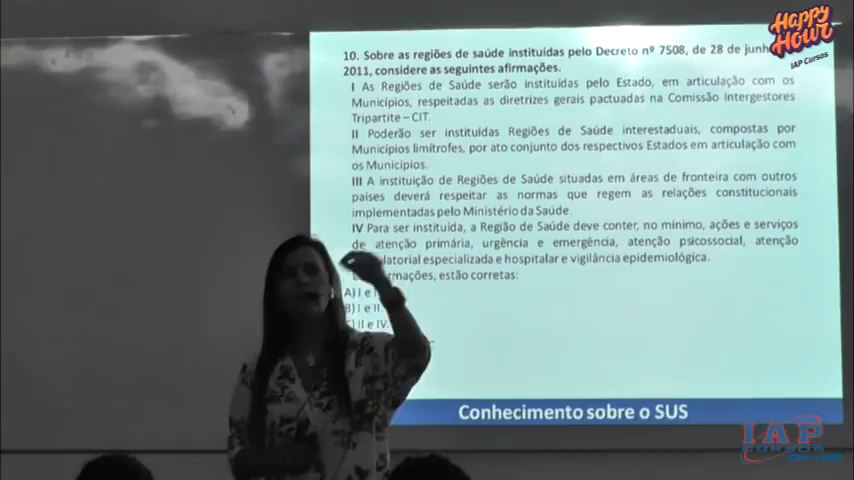 HAPPY
HOUR
IAP Cursos
10. Sobre as regiões de saúde instituídas pelo Decreto nº 7508, de 28 de junh
2011, considere as seguintes afirmações.
I As Regiões de Saúde serão instituídas pelo Estado, em articulação com os
Municípios, respeitadas as diretrizes gerais pactuadas na Comissão Intergestores
Tripartite – CIT.
II Poderão ser instituídas Regiões de Saúde interestaduais, compostas por
Municípios limítrofes, por ato conjunto dos respectivos Estados em articulação com
os Municípios.
III A instituição de Regiões de Saúde situadas em áreas de fronteira com outros
países deverá respeitar as normas que regem as relações constitucionais
implementadas pelo Ministério da Saúde.
IV Para ser instituída, a Região de Saúde deve conter, no mínimo, ações e serviços
de atenção primária, urgência e emergência, atenção psicossocial, atenção
latorial especializada e hospitalar e vigilância epidemiológica.
rmações, estão corretas:
A) I e I
B) I e II.
C) II e IV.
Conhecimento sobre o SUS
IAP
CURSOS
ON-LINE